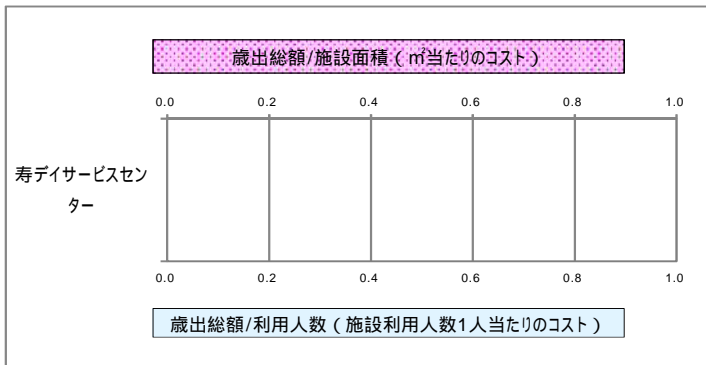 歳出総額/施設面積（㎡当たりのコスト）
0.0 0.2 0.4 0.6 0.8 1.0
寿デイサービスセン
ター
0.0 0.2 0.4 0.6 0.8 1.0
歳出総額/利用人数（施設利用人数1人当たりのコスト）